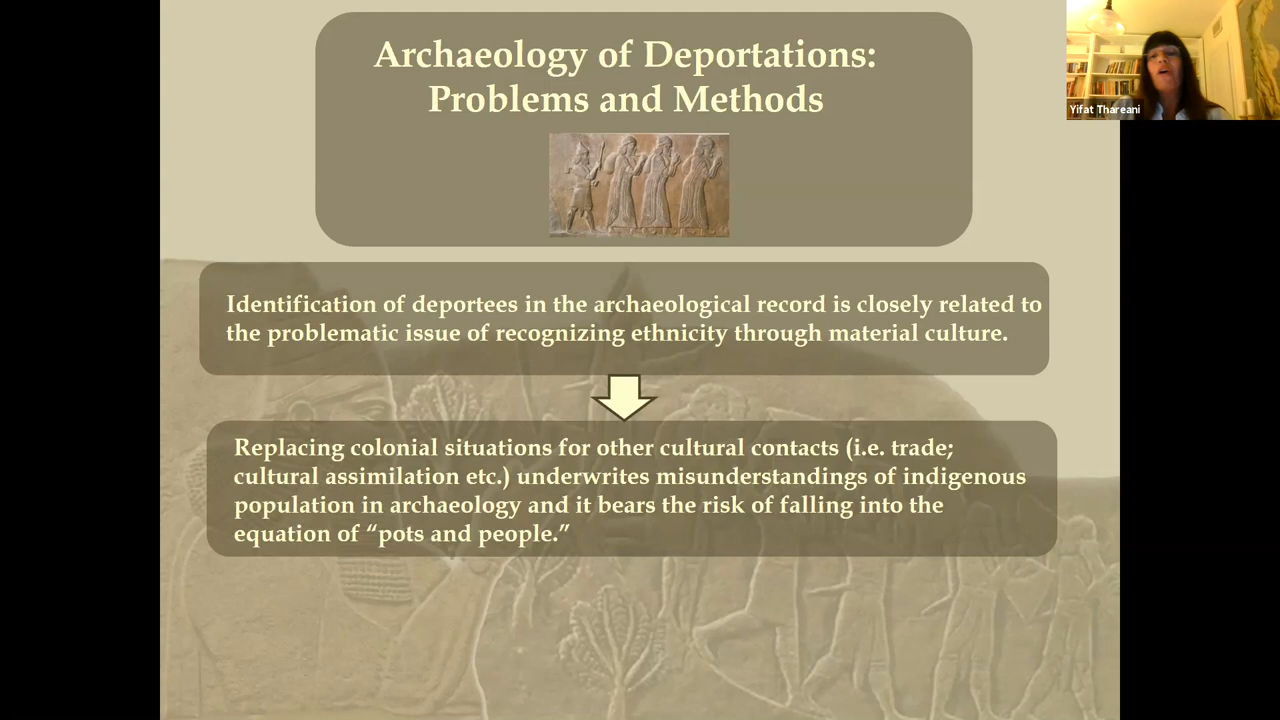 Archaeology of Deportations:
Problems and Methods
Yifat Thareani
Identification of deportees in the archaeological record is closely related to
the problematic issue of recognizing ethnicity through material culture.
Replacing colonial situations for other cultural contacts (i.e. trade;
cultural assimilation etc.) underwrites misunderstandings of indigenous
population in archaeology and it bears the risk of falling into the
equation of “pots and people.”